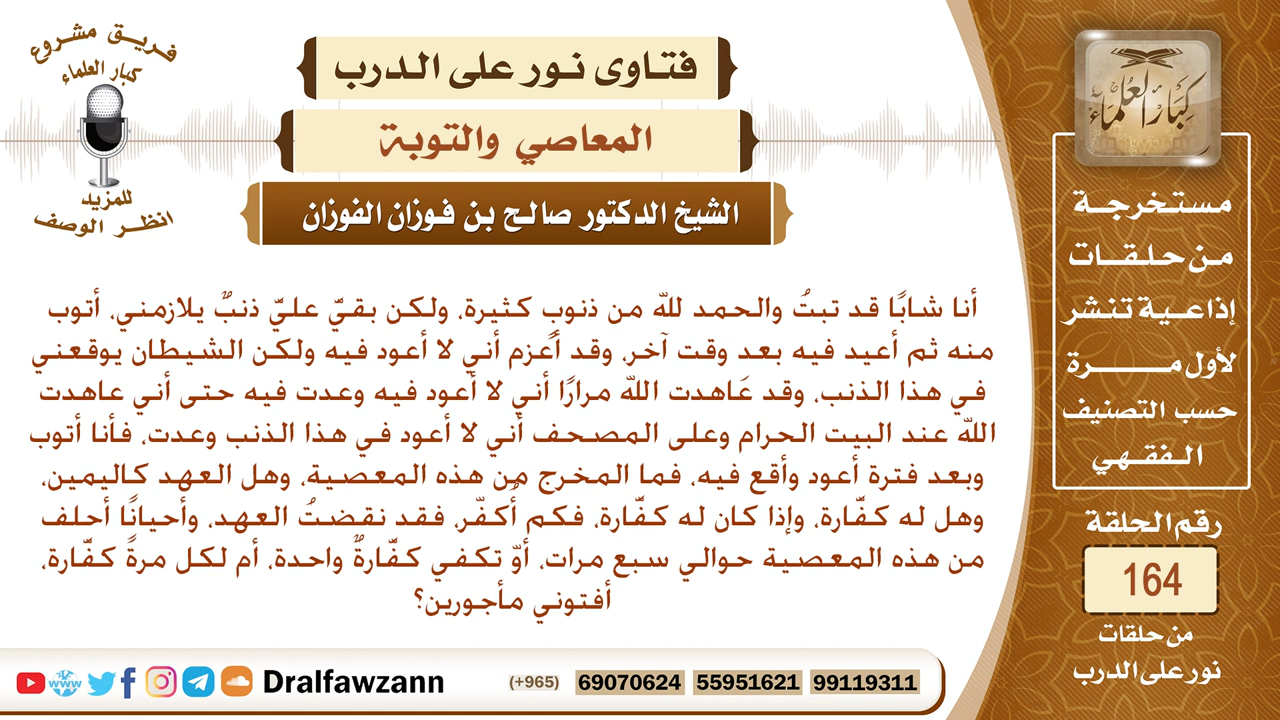 فريق مشروع
كبار العلماء
للمزيد
انظر الوصف
فتاوى نور على الدرب
المعاصي والتوبة
الشيخ الدكتور صالح بن فوزان الفوزان
أنا شابًا قد تبتُ والحمد لله من ذنوبٍ كثيرة، ولكن بقيّ عليّ ذنبٌ يلازمني، أتوب
منه ثم أعيد فيه بعد وقت آخر، وقد أعزم أني لا أعود فيه ولكن الشيطان يوقعني
في هذا الذنب، وقد عَاهدت الله مرارًا أني لا أعود فيه وعدت فيه حتى أني عاهدت
الله عند البيت الحرام وعلى المصحف أني لا أعود في هذا الذنب وعدت، فأنا أتوب
وبعد فترة أعود وأقع فيه، فما المخرج من هذه المعصية، وهل العهد كاليمين،
وهل له كفّارة، وإذا كان له كفّارة، فكم أُكفّر، فقد نقضتُ العهد، وأحيانًا أحلف
من هذه المعصية حوالي سبع مرات، أوّ تكفي كفّارةٌ واحدة، أم لكل مرةً كفّارة،
أفتوني مأجورين؟
كبار العلماء
مستخرجة
من حلقات
إذاعية تنشر
لأول مرة
حسب التصنيف
الفقهي
رقم الحلقة
164
من حلقات
نور على الدرب
www
Dralfawzann (+965) 69070624 55951621 99119311